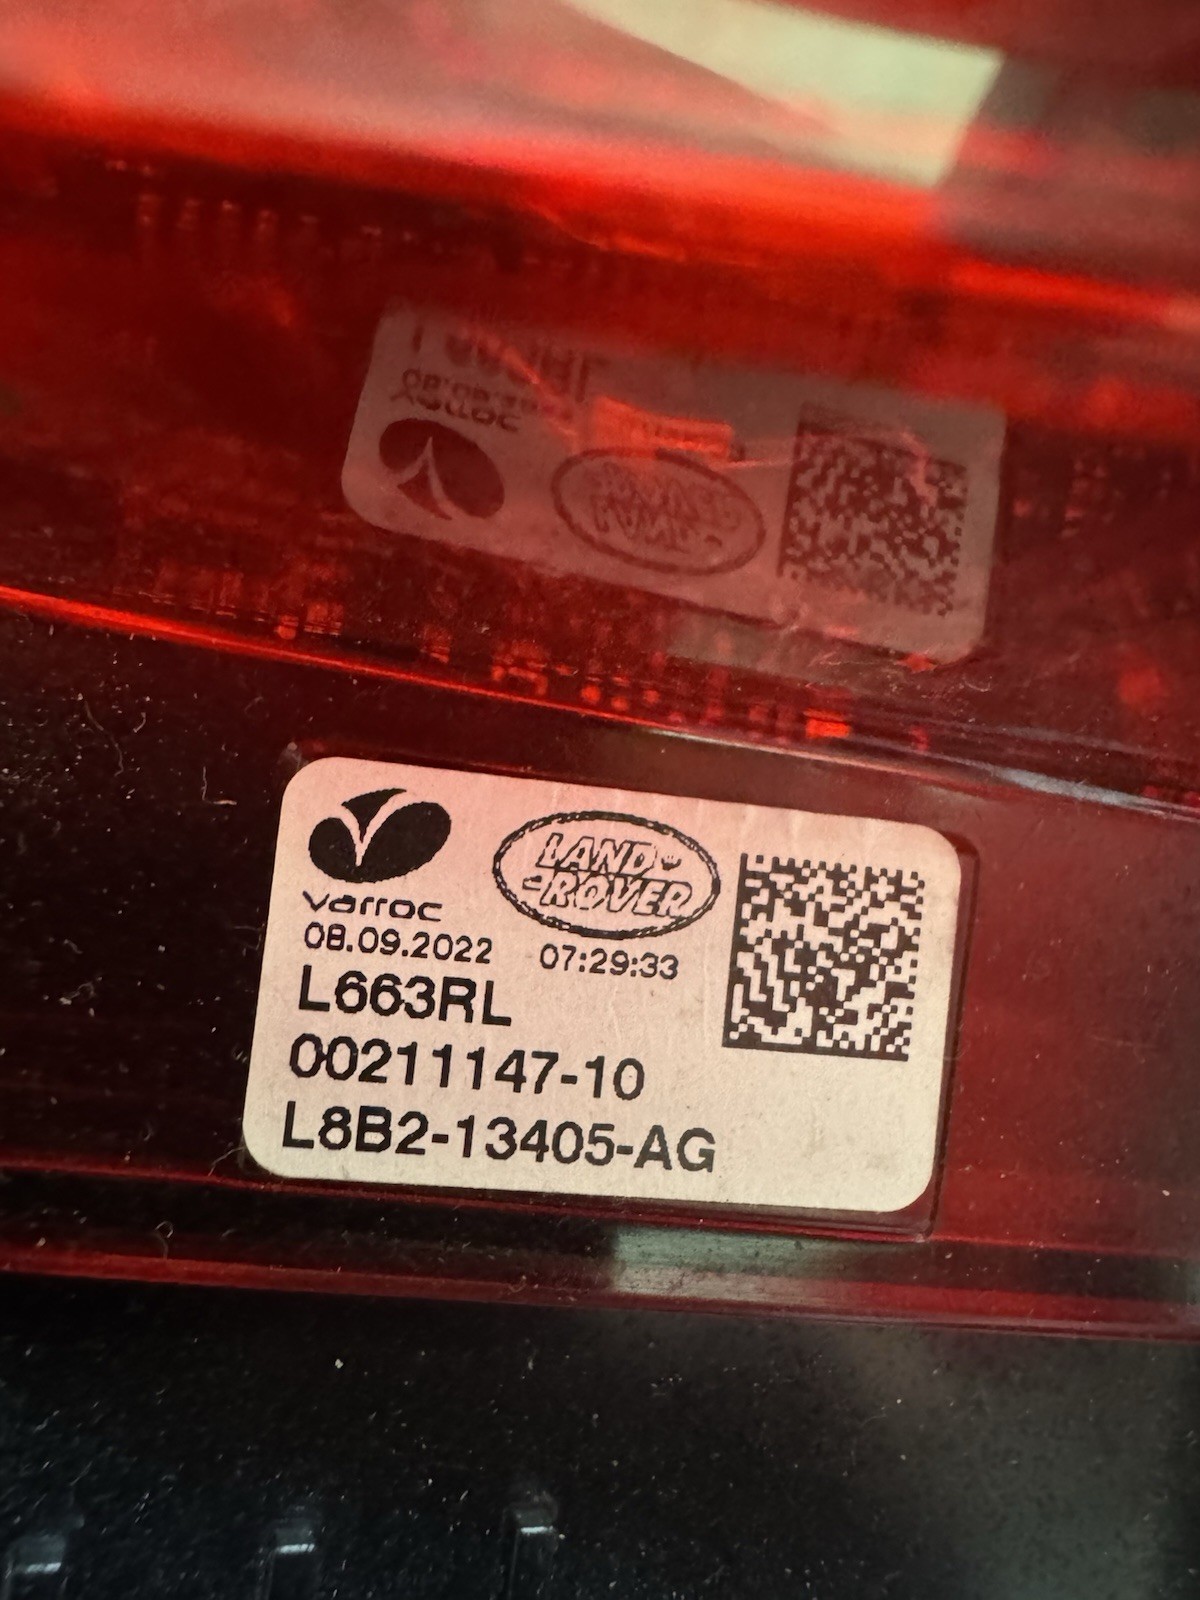 varroc
LAND
ROVER
08.09.2022 07:29:33
L663RL
00211147-10
L8B2-13405-AG